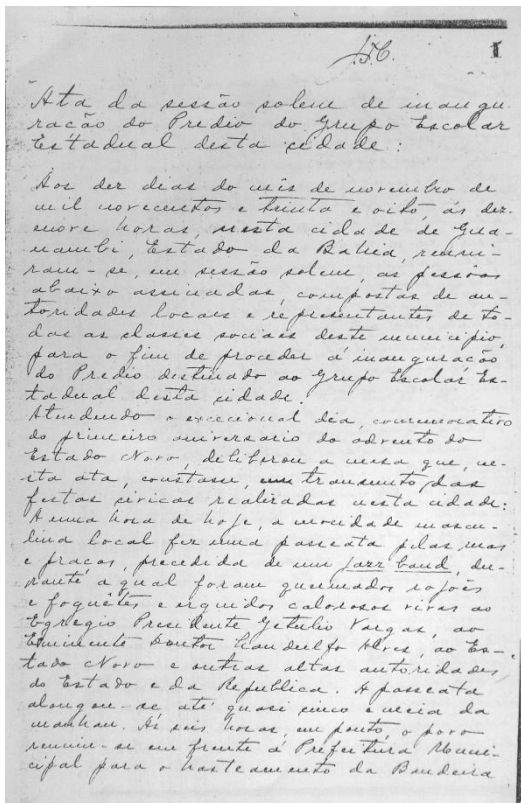 1
Ata da sessão solene de inaugu-
ração do Predio do Grupo Escolar
Estadual desta cidade:
Aos dez dias do mês de novembro de
mil novecentos e trinta e oito, ás dez-
enove horas, nesta cidade de Gua-
nambi, Estado da Bahia, reuni-
ram-se, em sessão solene, as pessôas
abaixo assinadas, compostas de au-
toridades locaes e representantes de to-
das as classes sociais deste municipio,
para o fim de proceder á inauguração
do Predio destinado ao Grupo Escolar Es-
tadual desta cidade.
Atendendo o excecional dia, comemorativo
do primeiro aniversario do advento do
Estado Novo, deliberou a mesa que, nes-
ta ata, constasse, transunto das
festas civicas realizadas nesta cidade:
A uma hora de hoje, a mocidade mascu-
lina local fez uma passeata pelas ruas
e praças, precedida de um jazz band, du-
rante a qual foram queimados rojões
e foguêtes e erguidos calorosos vivas ao
Egregio Presidente Getulio Vargas, ao
Eminente Doutor Landulfo Alves, ao Es-
tado Novo e outras altas autoridades
do Estado e da Republica. A passeata
alongou-se até quasi cinco e meia da
manhan. Ás seis horas, em ponto, o povo
reuniu-se em frente á Prefeitura Muni-
cipal para o hasteamento da Bandeira